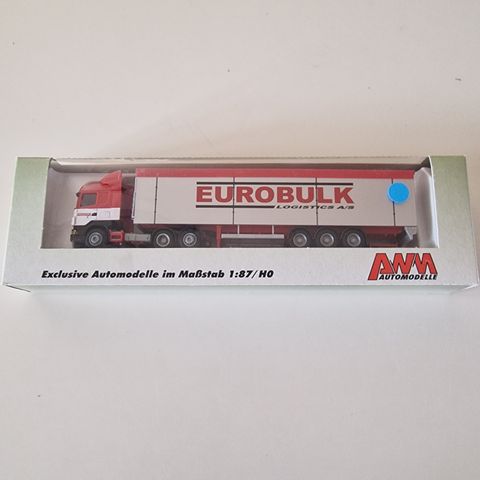 EUROBULK
LOGISTICS A/S
Exclusive Automodelle im Maßstab 1:87/H0
AWM
AUTOMODELLE